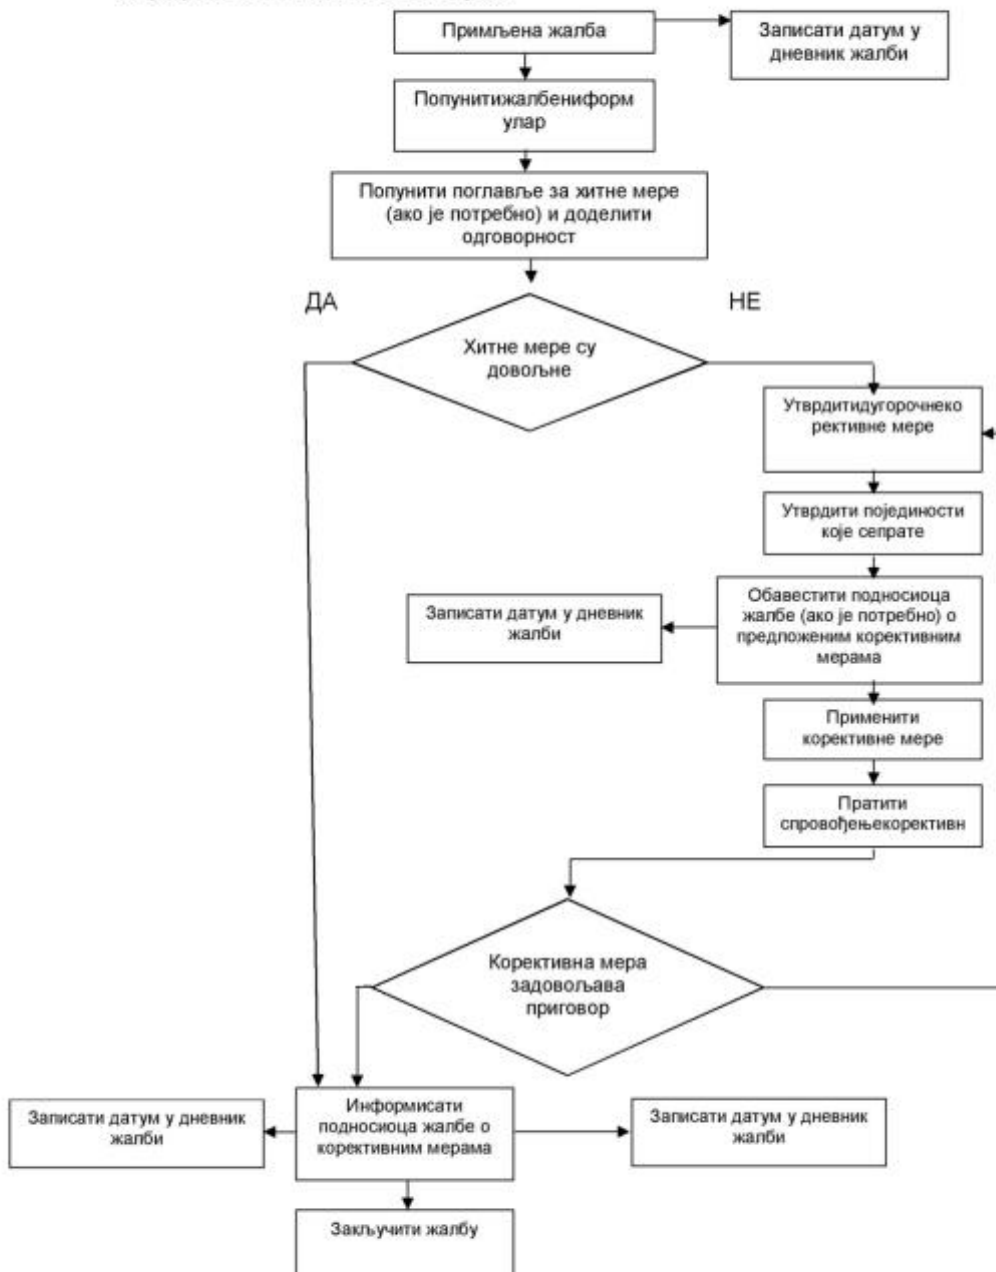 Примљена жалба
Записати датум у
дневник жалби
Попунитижалбениформ
улар
Попунити поглавље за хитне мере
(ако је потребно) и доделити
одговорност
ДА
НЕ
Хитне мере су
довољне
Утврдитидугорочнеко
рективне мере
Утврдити појединости
које сепрате
Обавестити подносиоца
жалбе (ако је потребно) о
предложеним корективним
мерама
Записати датум у дневник
жалби
Применити
корективне мере
Пратити
спровођењекорективн
Корективна мера
задовољава
приговор
Записати датум у дневник
жалби
Информисати
подносиоца жалбе о
корективним мерама
Записати датум у дневник
жалби
Закључити жалбу